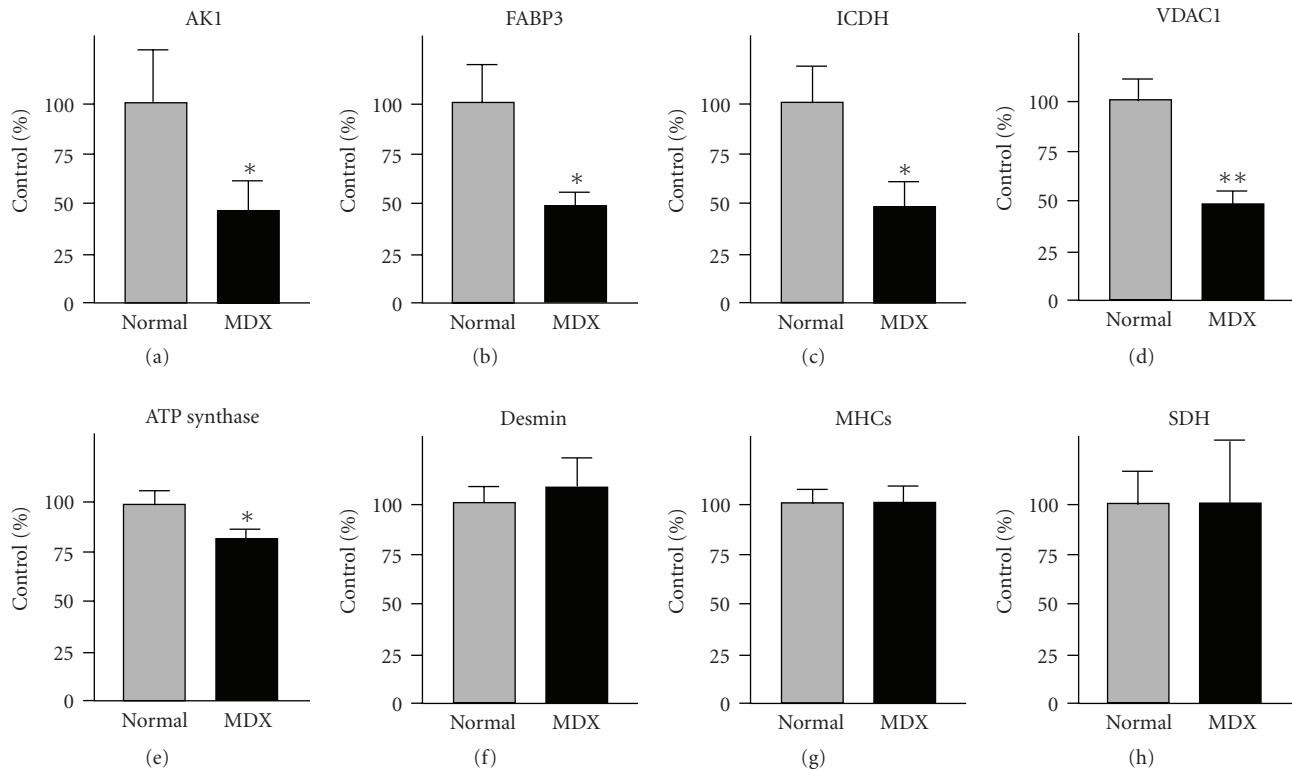 AK1
Control (%)
100
75
50
25
0
*
Normal MDX
(a)
FABP3
Control (%)
100
75
50
25
0
*
Normal MDX
(b)
ICDH
Control (%)
100
75
50
25
0
*
Normal MDX
(c)
VDAC1
Control (%)
100
75
50
25
0
**
Normal MDX
(d)
ATP synthase
Control (%)
100
75
50
25
0
*
Normal MDX
(e)
Desmin
Control (%)
100
75
50
25
0
Normal MDX
(f)
MHCs
Control (%)
100
75
50
25
0
Normal MDX
(g)
SDH
Control (%)
100
75
50
25
0
Normal MDX
(h)